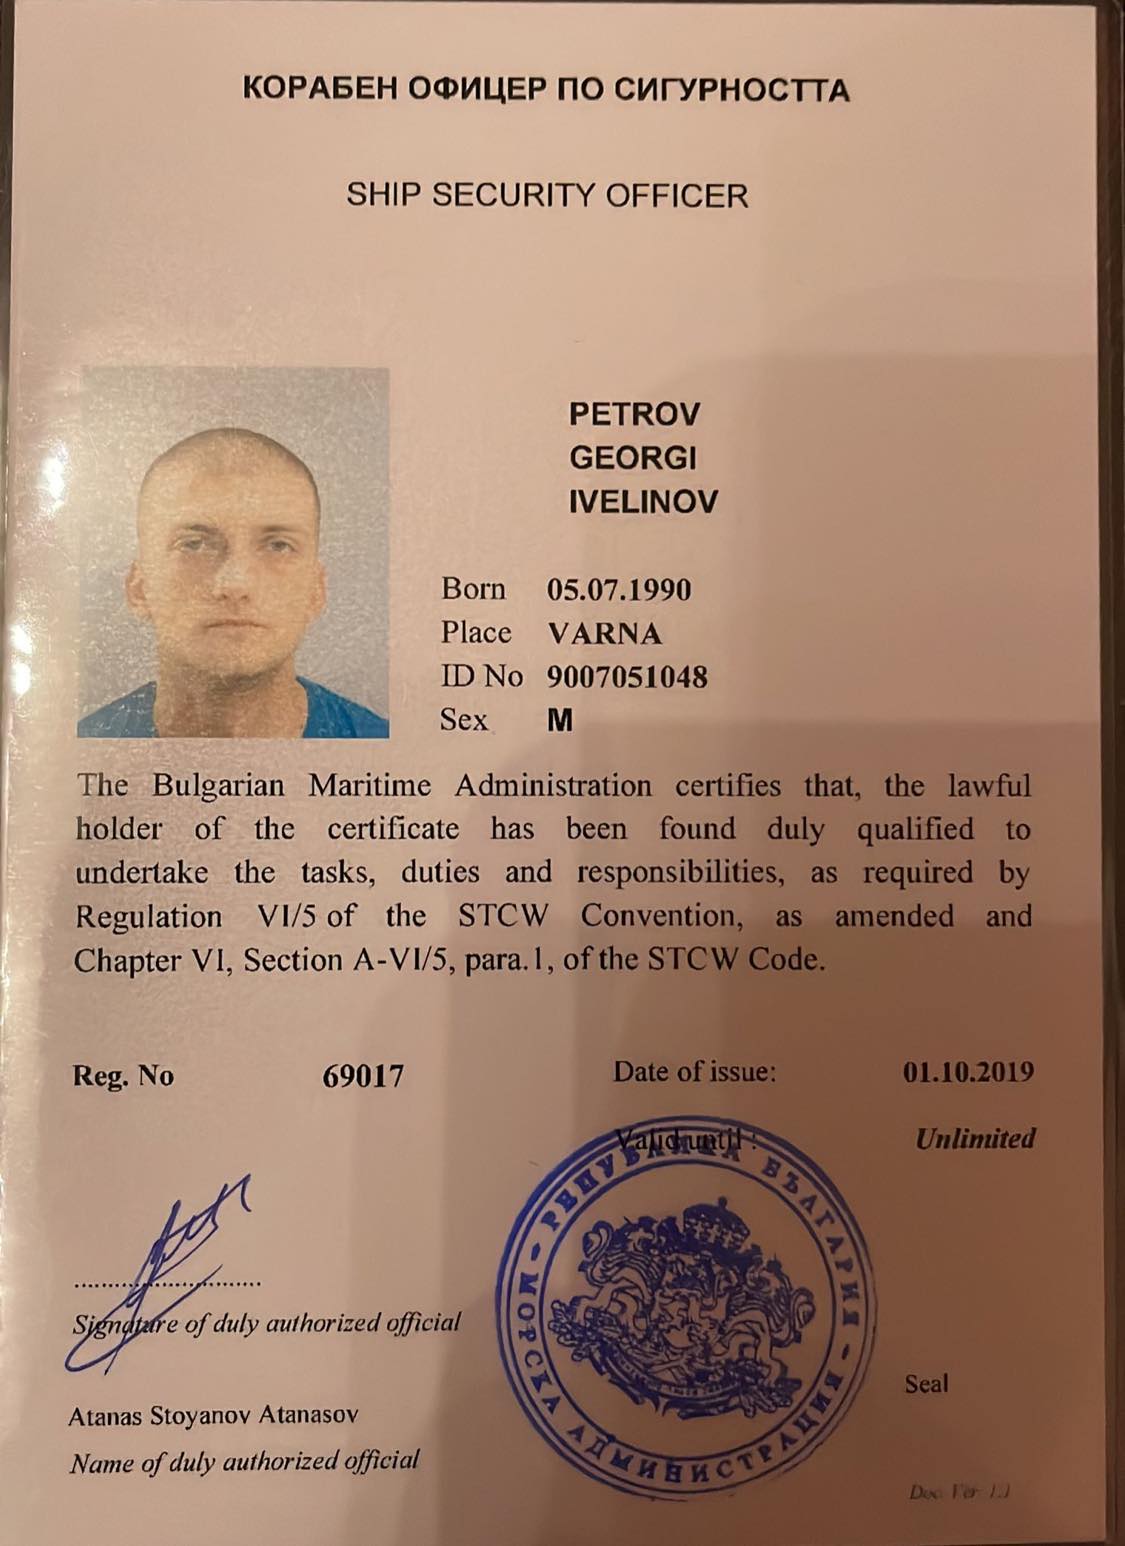 КОРАБЕН ОФИЦЕР ПО СИГУРНОСТТА
SHIP SECURITY OFFICER
PETROV
GEORGI
IVELINOV
Born 05.07.1990
Place VARNA
ID No 9007051048
Sex M
The Bulgarian Maritime Administration certifies that, the lawful
holder of the certificate has been found duly qualified to
undertake the tasks, duties and responsibilities, as required by
Regulation VI/5 of the STCW Convention, as amended and
Chapter VI, Section A-VI/5, para.1, of the STCW Code.
Reg. No 69017 Date of issue: 01.10.2019
Valid until : Unlimited
РЕПУБЛИКА БЪЛГАРИЯ - МОРСКА АДМИНИСТРАЦИЯ -
Signature of duly authorized official
Seal
Atanas Stoyanov Atanasov
Name of duly authorized official
Doc. Ver 1.1